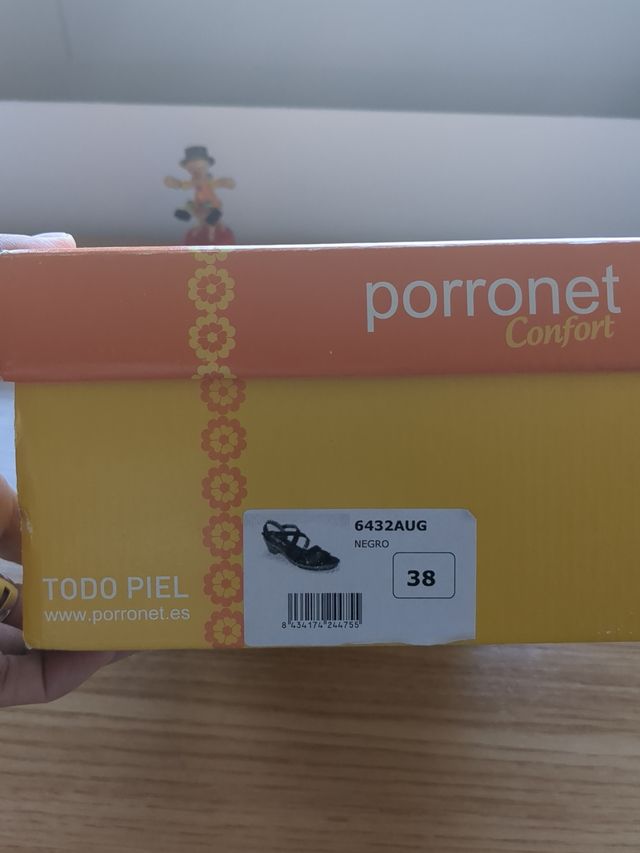 porronet
Confort
6432AUG
NEGRO
38
8 434174 244755
TODO PIEL
www.porronet.es